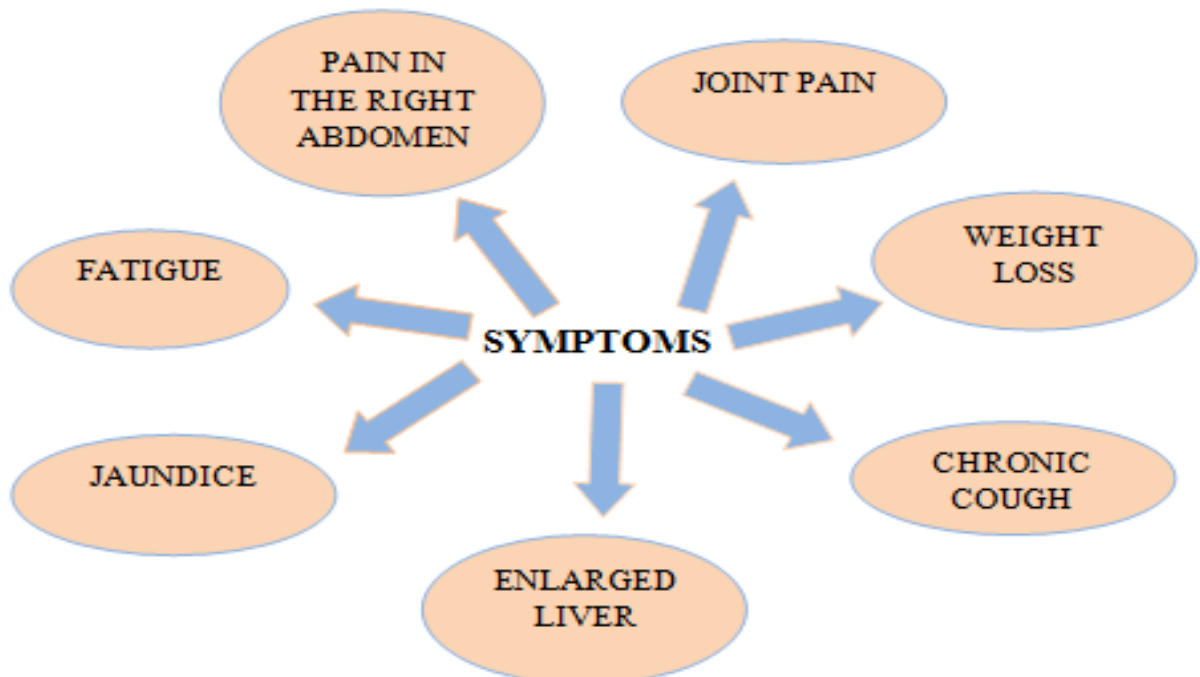 PAIN IN
THE RIGHT
ABDOMEN
JOINT PAIN
WEIGHT
LOSS
FATIGUE
SYMPTOMS
JAUNDICE
CHRONIC
COUGH
ENLARGED
LIVER